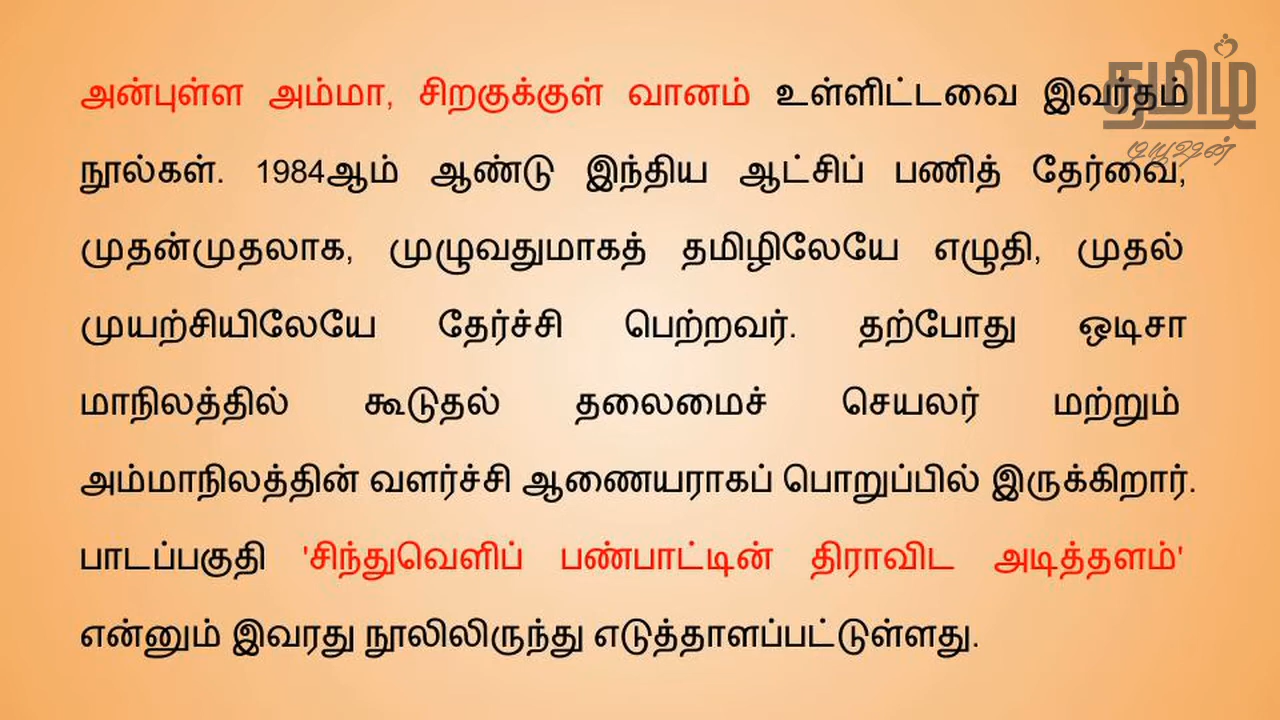 அன்புள்ள அம்மா, சிறகுக்குள் வானம் உள்ளிட்டவை இவர்தம்
நூல்கள். 1984ஆம் ஆண்டு இந்திய ஆட்சிப் பணித் தேர்வை,
முதன்முதலாக, முழுவதுமாகத் தமிழிலேயே எழுதி, முதல்
முயற்சியிலேயே தேர்ச்சி பெற்றவர். தற்போது ஒடிசா
மாநிலத்தில் கூடுதல் தலைமைச் செயலர் மற்றும்
அம்மாநிலத்தின் வளர்ச்சி ஆணையராகப் பொறுப்பில் இருக்கிறார்.
பாடப்பகுதி 'சிந்துவெளிப் பண்பாட்டின் திராவிட அடித்தளம்'
என்னும் இவரது நூலிலிருந்து எடுத்தாளப்பட்டுள்ளது.
தமிழ்
டியூஷன்